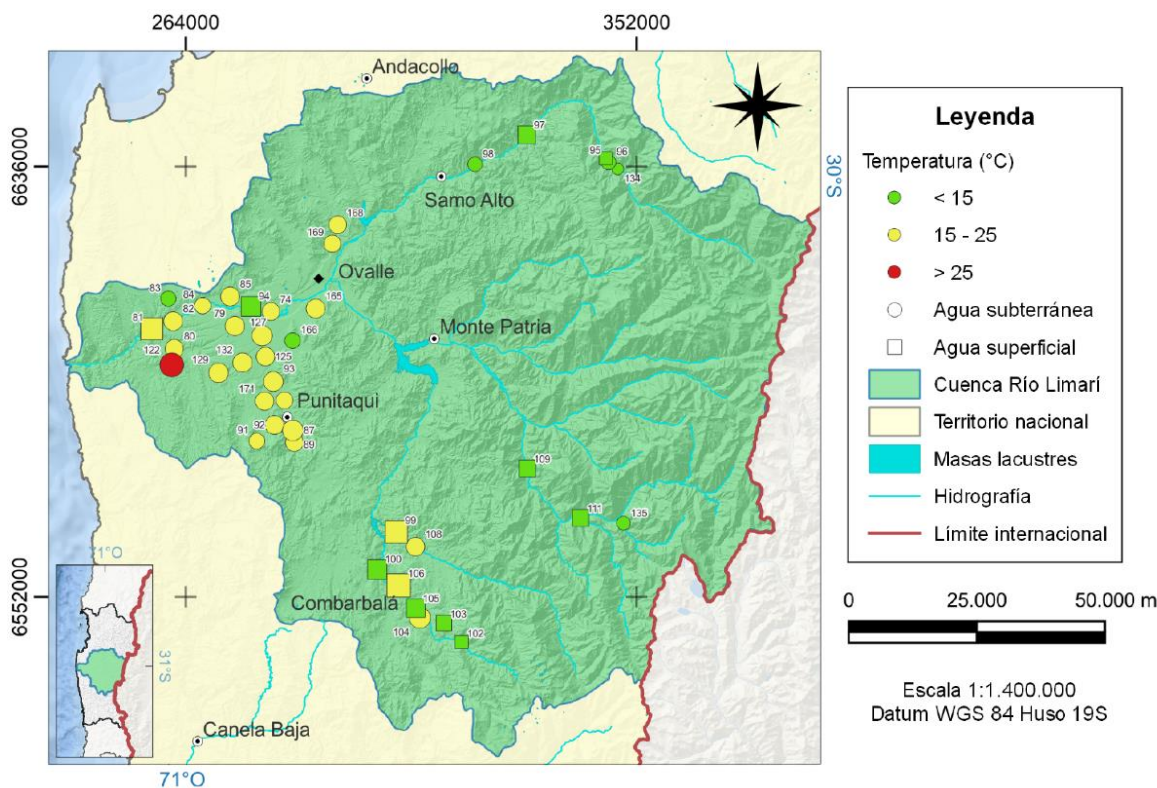 264000
352000
Andacollo
97
98
95
96
134
6636000
30°S
Samo Alto
168
169
Ovalle
83
84
85
94
74
165
82
79
81
127
166
80
Monte Patria
122
129
132
125
93
171
Punitaqui
92
87
91
89
109
111
135
99
108
100
106
6552000
Combarbalá
105
103
104
102
71°O
31°S
Canela Baja
71°O
Leyenda
Temperatura (°C)
< 15
15 - 25
> 25
Agua subterránea
Agua superficial
Cuenca Río Limarí
Territorio nacional
Masas lacustres
Hidrografía
Límite internacional
0 25.000 50.000 m
Escala 1:1.400.000
Datum WGS 84 Huso 19S